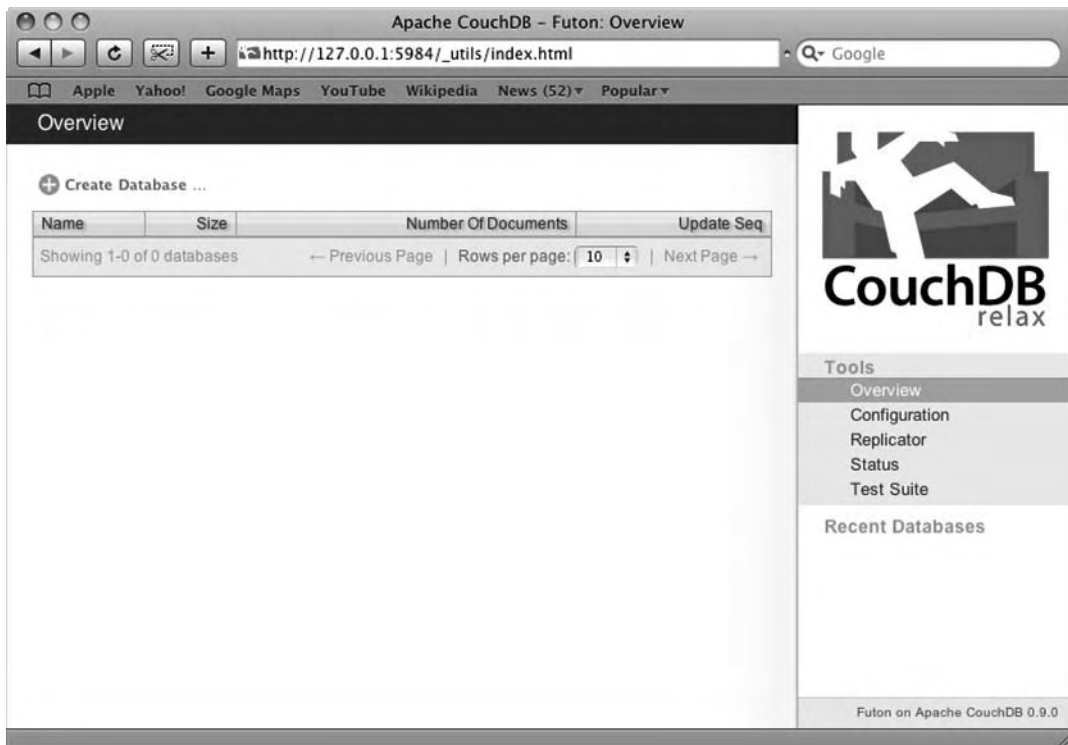 Apache CouchDB – Futon: Overview
http://127.0.0.1:5984/_utils/index.html
Google
Apple Yahoo! Google Maps YouTube Wikipedia News (52) Popular
Overview
Create Database ...
Name Size Number Of Documents Update Seq
Showing 1-0 of 0 databases ← Previous Page | Rows per page: 10 | Next Page →
CouchDB
relax
Tools
Overview
Configuration
Replicator
Status
Test Suite
Recent Databases
Futon on Apache CouchDB 0.9.0